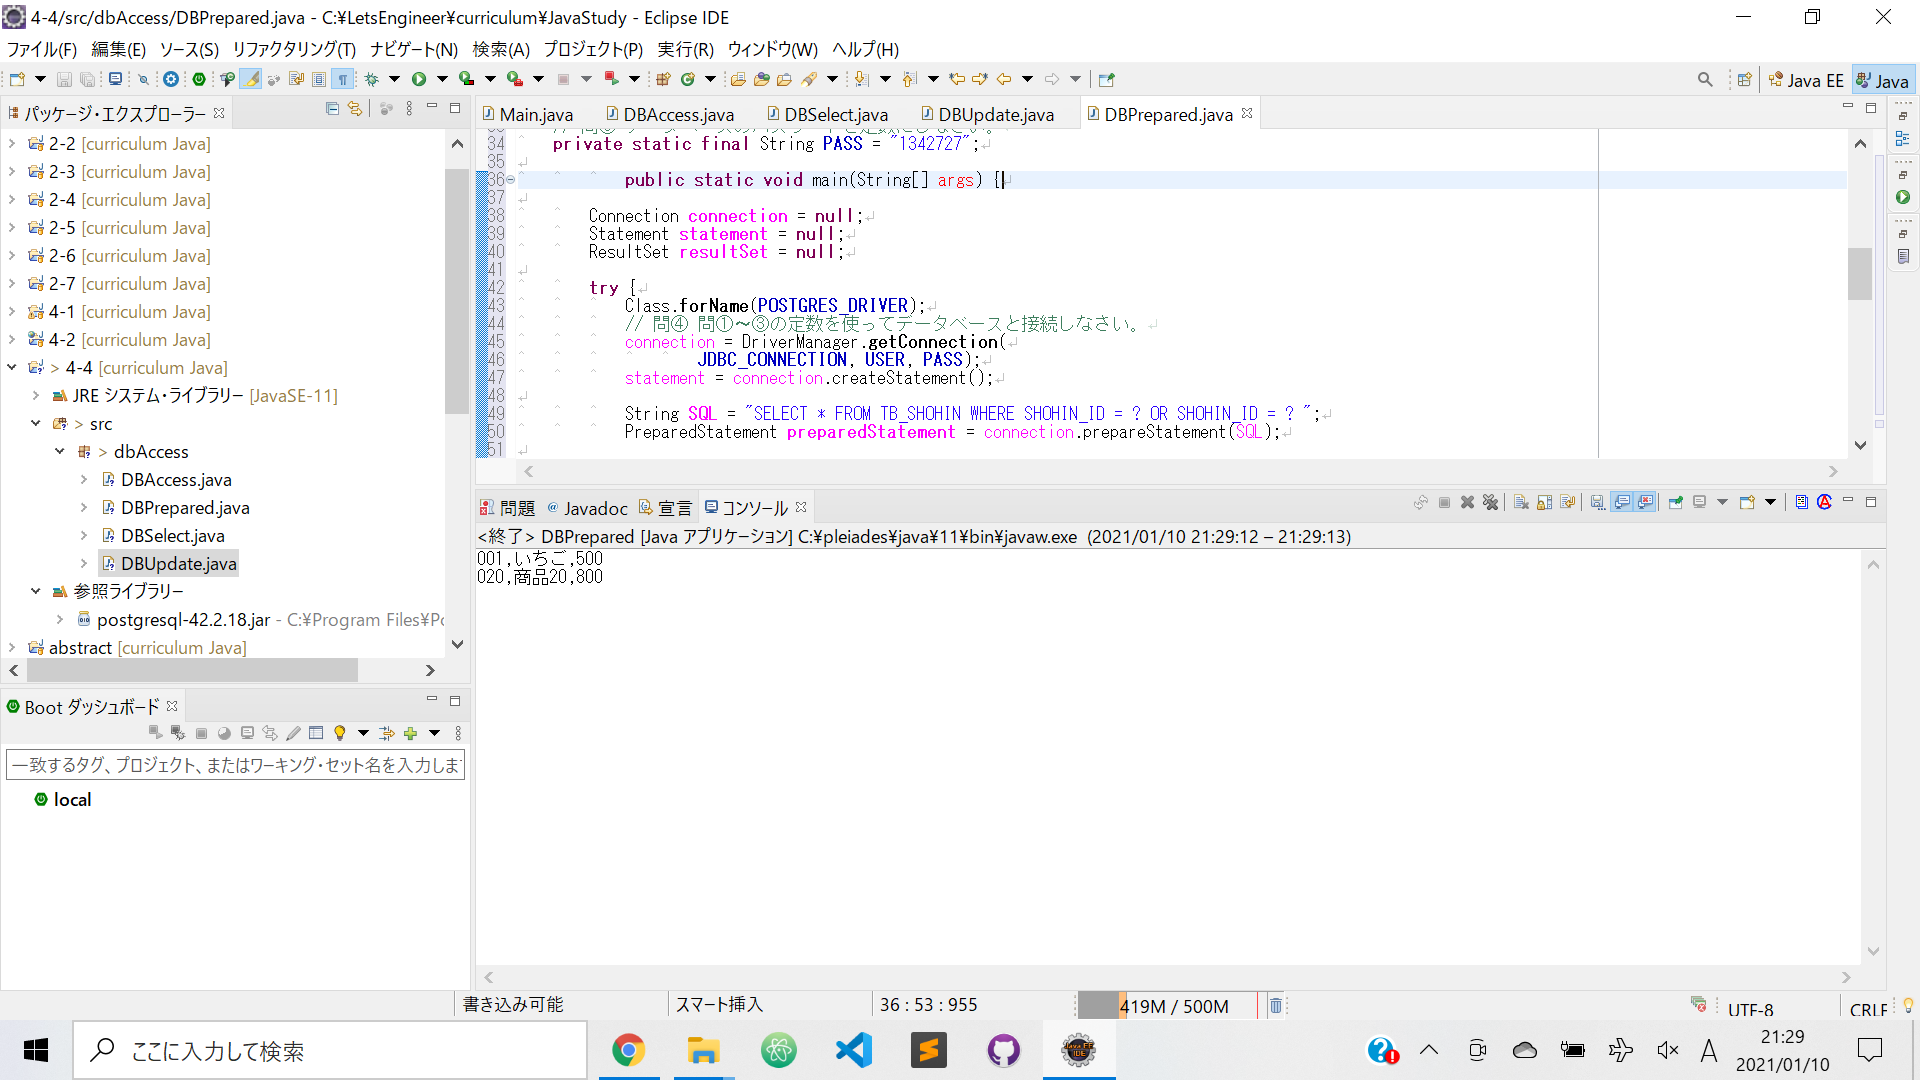 4-4/src/dbAccess/DBPrepared.java - C:¥LetsEngineer¥curriculum¥JavaStudy - Eclipse IDE
ファイル(F) 編集(E) ソース(S) リファクタリング(T) ナビゲート(N) 検索(A) プロジェクト(P) 実行(R) ウィンドウ(W) ヘルプ(H)
Java EE
Java
パッケージ・エクスプローラー
2-2 [curriculum Java]
2-3 [curriculum Java]
2-4 [curriculum Java]
2-5 [curriculum Java]
2-6 [curriculum Java]
2-7 [curriculum Java]
4-1 [curriculum Java]
4-2 [curriculum Java]
> 4-4 [curriculum Java]
JRE システム・ライブラリー [JavaSE-11]
> src
> dbAccess
DBAccess.java
DBPrepared.java
DBSelect.java
DBUpdate.java
参照ライブラリー
postgresql-42.2.18.jar - C:¥Program Files¥Po
abstract [curriculum Java]
Boot ダッシュボード
一致するタグ、プロジェクト、またはワーキング・セット名を入力しま
local
Main.java
DBAccess.java
DBSelect.java
DBUpdate.java
DBPrepared.java
34 private static final String PASS = "1342727";
35
36 public static void main(String[] args) {
37
38 Connection connection = null;
39 Statement statement = null;
40 ResultSet resultSet = null;
41
42 try {
43 Class.forName(POSTGRES_DRIVER);
44 // 問④ 問①～③の定数を使ってデータベースと接続しなさい。
45 connection = DriverManager.getConnection(
46 JDBC_CONNECTION, USER, PASS);
47 statement = connection.createStatement();
48
49 String SQL = "SELECT * FROM TB_SHOHIN WHERE SHOHIN_ID = ? OR SHOHIN_ID = ? ";
50 PreparedStatement preparedStatement = connection.prepareStatement(SQL);
51
問題
@ Javadoc
宣言
コンソール
<終了> DBPrepared [Java アプリケーション] C:¥pleiades¥java¥11¥bin¥javaw.exe (2021/01/10 21:29:12 – 21:29:13)
001,いちご,500
020,商品20,800
書き込み可能
スマート挿入
36 : 53 : 955
419M / 500M
UTF-8
CRLF
ここに入力して検索
A
21:29
2021/01/10